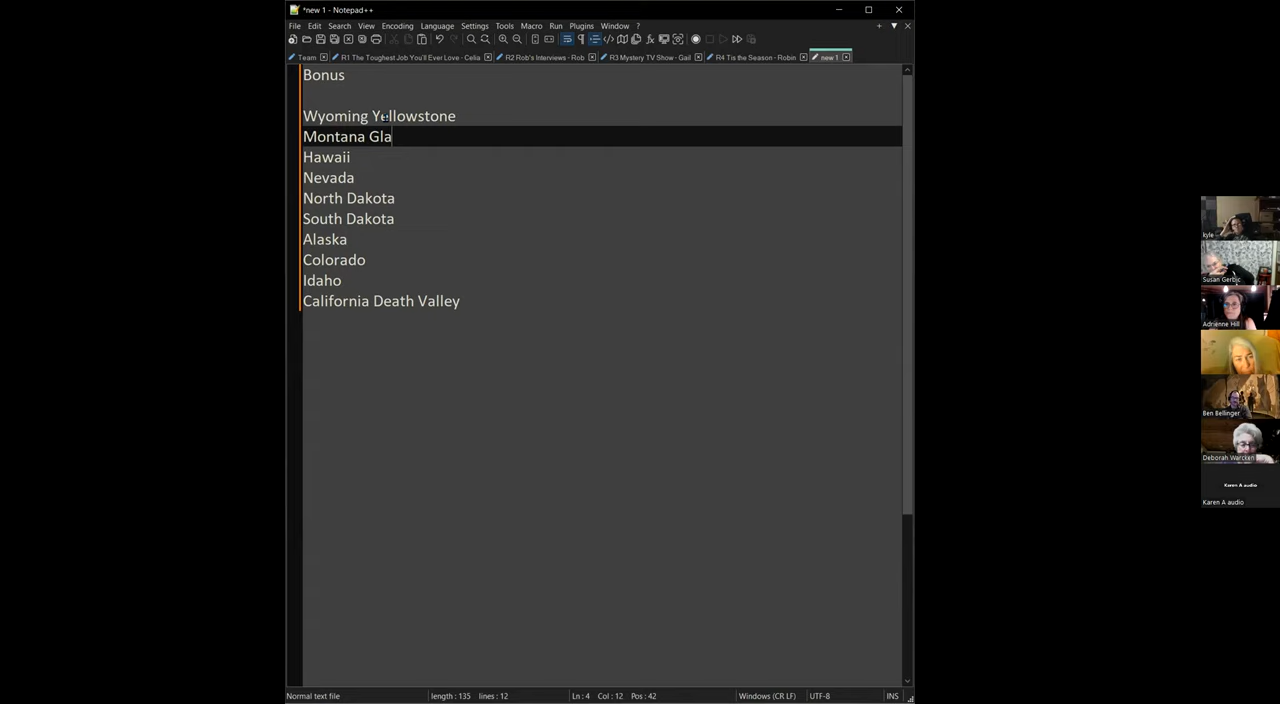 *new 1 - Notepad++
File Edit Search View Encoding Language Settings Tools Macro Run Plugins Window ?
Team R1 The Toughest Job You'll Ever Love - Celia R2 Rob's Interviews - Rob R3 Mystery TV Show - Gail R4 Tis the Season - Robin new 1
Bonus
Wyoming Yellowstone
Montana Gla
Hawaii
Nevada
North Dakota
South Dakota
Alaska
Colorado
Idaho
California Death Valley
kyle
Susan Gerbic
Adrienne Hill
Ben Bellinger
Deborah Warcken
Karen A audio
Karen A audio
Normal text file length : 135 lines : 12 Ln : 4 Col : 12 Pos : 42 Windows (CR LF) UTF-8 INS